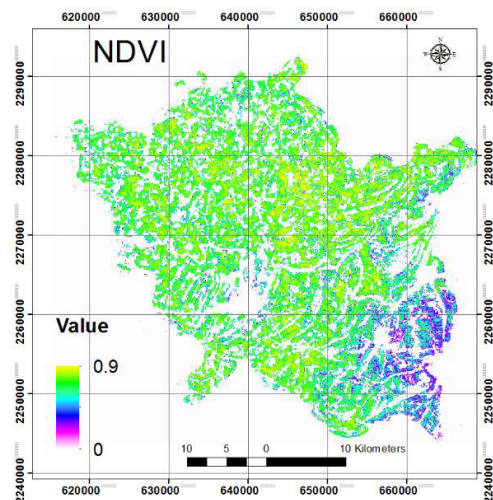 620000 630000 640000 650000 660000
NDVI
N
W E
S
2290000 2290000
2280000 2280000
2270000 2270000
2260000 2260000
2250000 2250000
2240000 2240000
Value
0.9
0
10 5 0 10 Kilometers
620000 630000 640000 650000 660000